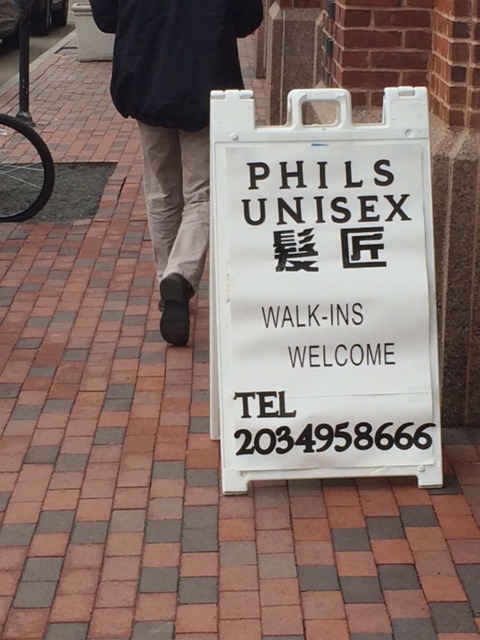 PHILS
UNISEX
髮 匠
WALK-INS
WELCOME
TEL
2034958666